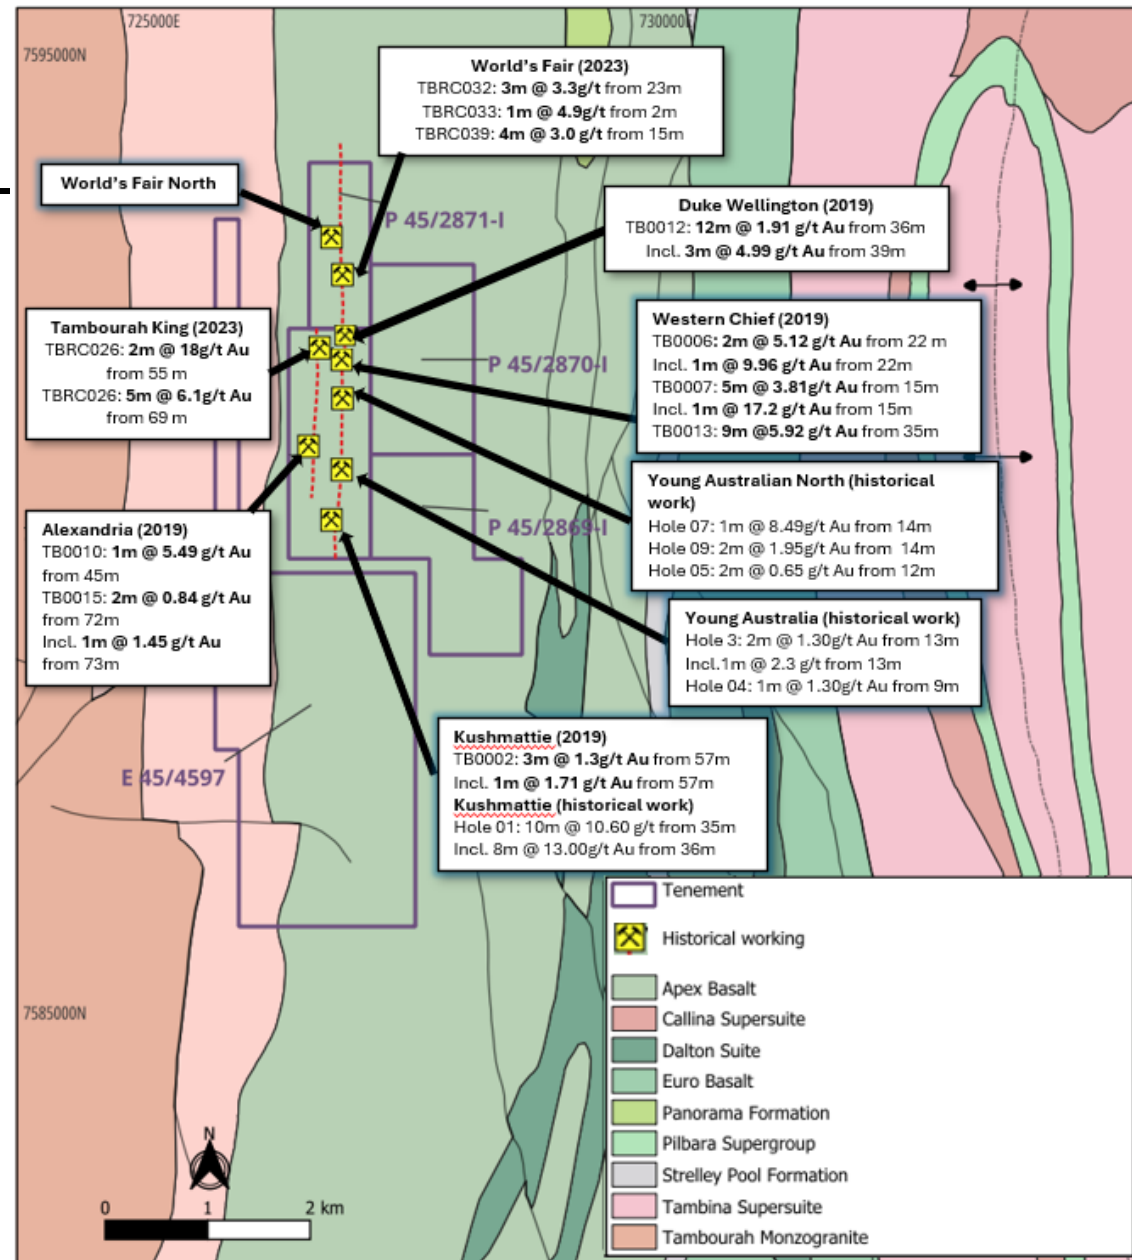 725000E
730000E
7595000N
World's Fair (2023)
TBRC032: 3m @ 3.3g/t from 23m
TBRC033: 1m @ 4.9g/t from 2m
TBRC039: 4m @ 3.0 g/t from 15m
World's Fair North
P 45/2871-I
Duke Wellington (2019)
TB0012: 12m @ 1.91 g/t Au from 36m
Incl. 3m @ 4.99 g/t Au from 39m
Tambourah King (2023)
TBRC026: 2m @ 18g/t Au
from 55 m
TBRC026: 5m @ 6.1g/t Au
from 69 m
P 45/2870-I
Western Chief (2019)
TB0006: 2m @ 5.12 g/t Au from 22 m
Incl. 1m @ 9.96 g/t Au from 22m
TB0007: 5m @ 3.81g/t Au from 15m
Incl. 1m @ 17.2 g/t Au from 15m
TB0013: 9m @5.92 g/t Au from 35m
Young Australian North (historical
work)
Hole 07: 1m @ 8.49g/t Au from 14m
Hole 09: 2m @ 1.95g/t Au from 14m
Hole 05: 2m @ 0.65 g/t Au from 12m
P 45/2869-I
Alexandria (2019)
TB0010: 1m @ 5.49 g/t Au
from 45m
TB0015: 2m @ 0.84 g/t Au
from 72m
Incl. 1m @ 1.45 g/t Au
from 73m
Young Australia (historical work)
Hole 3: 2m @ 1.30g/t Au from 13m
Incl.1m @ 2.3 g/t from 13m
Hole 04: 1m @ 1.30g/t Au from 9m
Kushmattie (2019)
TB0002: 3m @ 1.3g/t Au from 57m
Incl. 1m @ 1.71 g/t Au from 57m
Kushmattie (historical work)
Hole 01: 10m @ 10.60 g/t from 35m
Incl. 8m @ 13.00g/t Au from 36m
E 45/4597
7585000N
Tenement
Historical working
Apex Basalt
Callina Supersuite
Dalton Suite
Euro Basalt
Panorama Formation
Pilbara Supergroup
Strelley Pool Formation
Tambina Supersuite
Tambourah Monzogranite
N
0 1 2 km